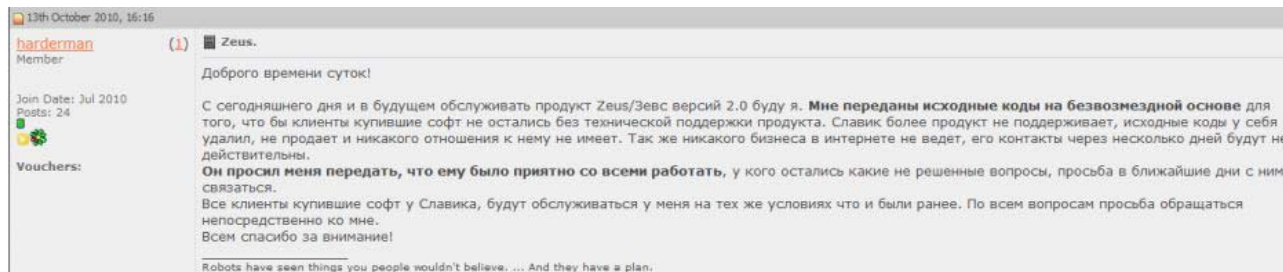 13th October 2010, 16:16
harderman (1)
Member
Join Date: Jul 2010
Posts: 24
Vouchers:
Zeus.
Доброго времени суток!
С сегодняшнего дня и в будущем обслуживать продукт Zeus/Зевс версий 2.0 буду я. Мне переданы исходные коды на безвозмездной основе для
того, что бы клиенты купившие софт не остались без технической поддержки продукта. Славик более продукт не поддерживает, исходные коды у себя
удалил, не продает и никакого отношения к нему не имеет. Так же никакого бизнеса в интернете не ведет, его контакты через несколько дней будут не
действительны.
Он просил меня передать, что ему было приятно со всеми работать, у кого остались какие не решенные вопросы, просьба в ближайшие дни с ним
связаться.
Все клиенты купившие софт у Славика, будут обслуживаться у меня на тех же условиях что и были ранее. По всем вопросам просьба обращаться
непосредственно ко мне.
Всем спасибо за внимание!
Robots have seen things you people wouldn't believe. ... And they have a plan.